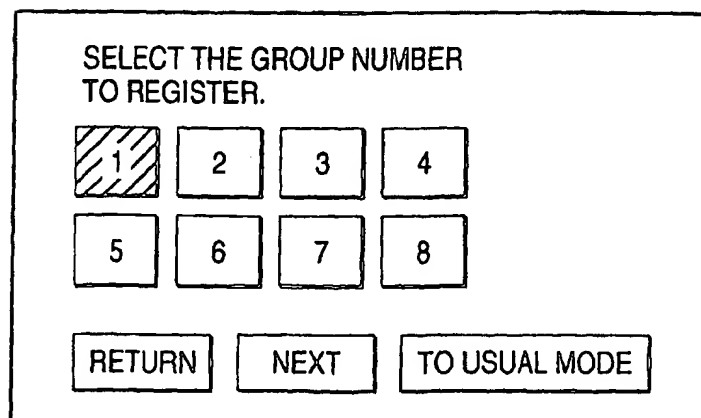 SELECT THE GROUP NUMBER
TO REGISTER.
1 2 3 4
5 6 7 8
RETURN NEXT TO USUAL MODE